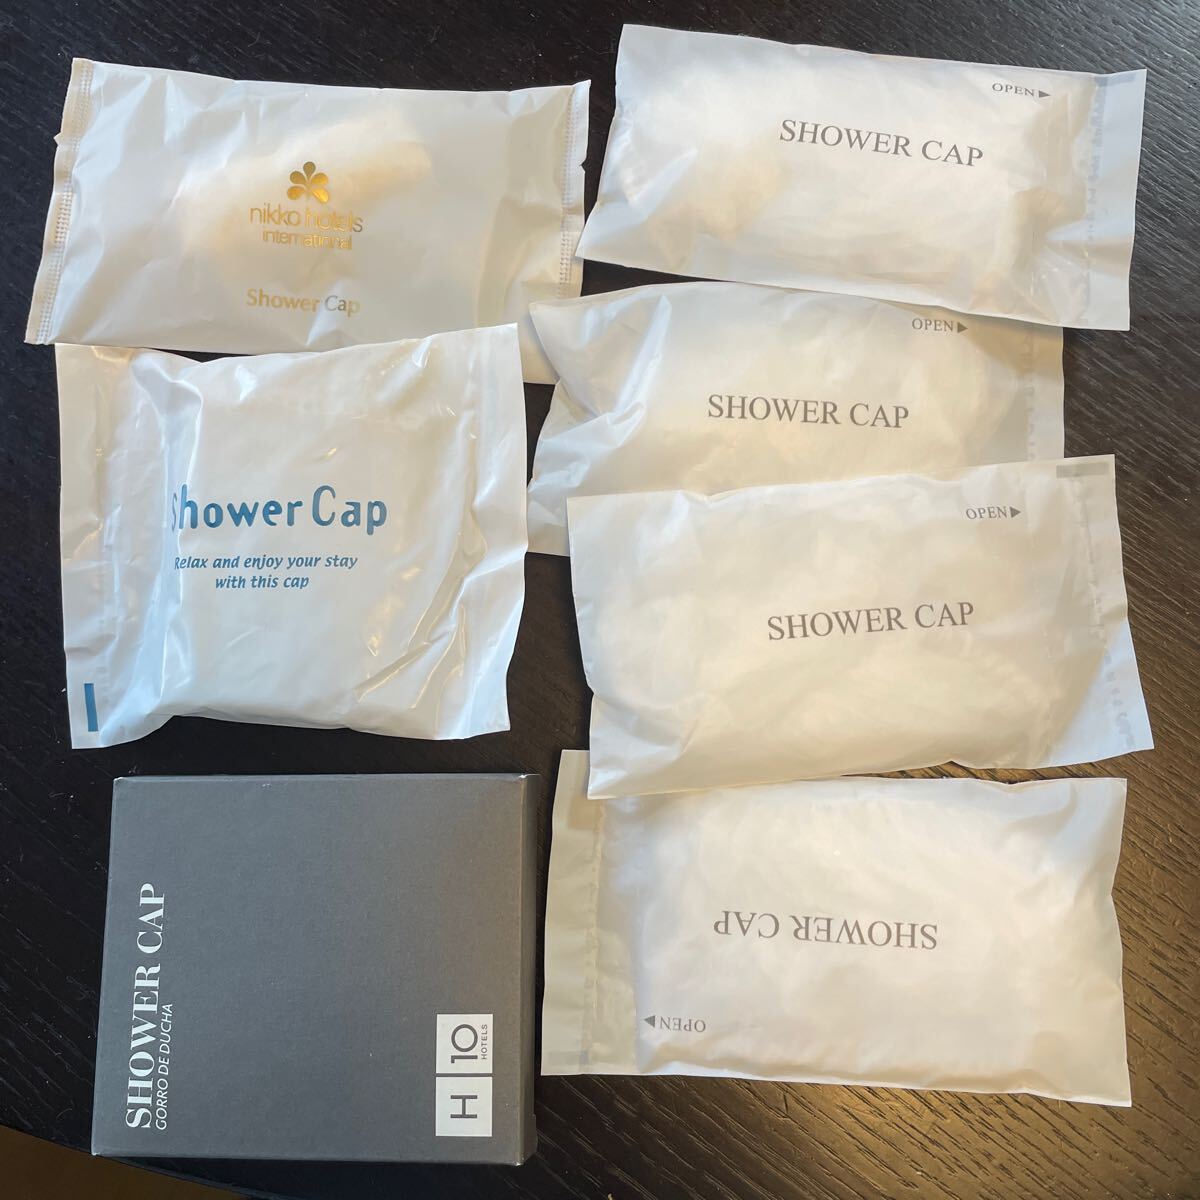 nikko hotels
international
Shower Cap
OPEN▶
SHOWER CAP
OPEN▶
SHOWER CAP
Shower Cap
Relax and enjoy your stay
with this cap
OPEN▶
SHOWER CAP
SHOWER CAP
OPEN▶
SHOWER CAP
GORRO DE DUCHA
H10
HOTELS